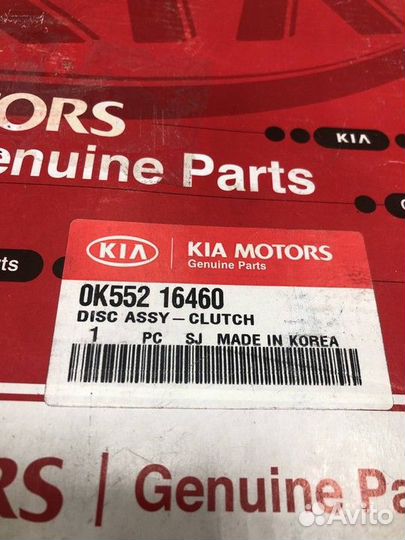 ORS
enuine Parts
KIA
rts
KIA
KIA MOTORS
Genuine Parts
0K552 16460
DISC ASSY-CLUTCH
1 PC SJ MADE IN KOREA
RS | Genuine Pa
Avito